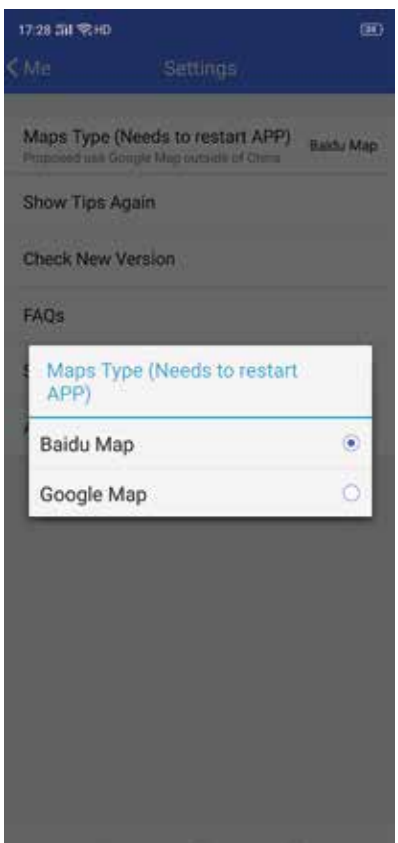 17:28 HD
Me
Settings
Maps Type (Needs to restart APP)
Baidu Map
Proposed use Google Map outside of China
Show Tips Again
Check New Version
FAQs
S
Maps Type (Needs to restart
APP)
A
Baidu Map
Google Map